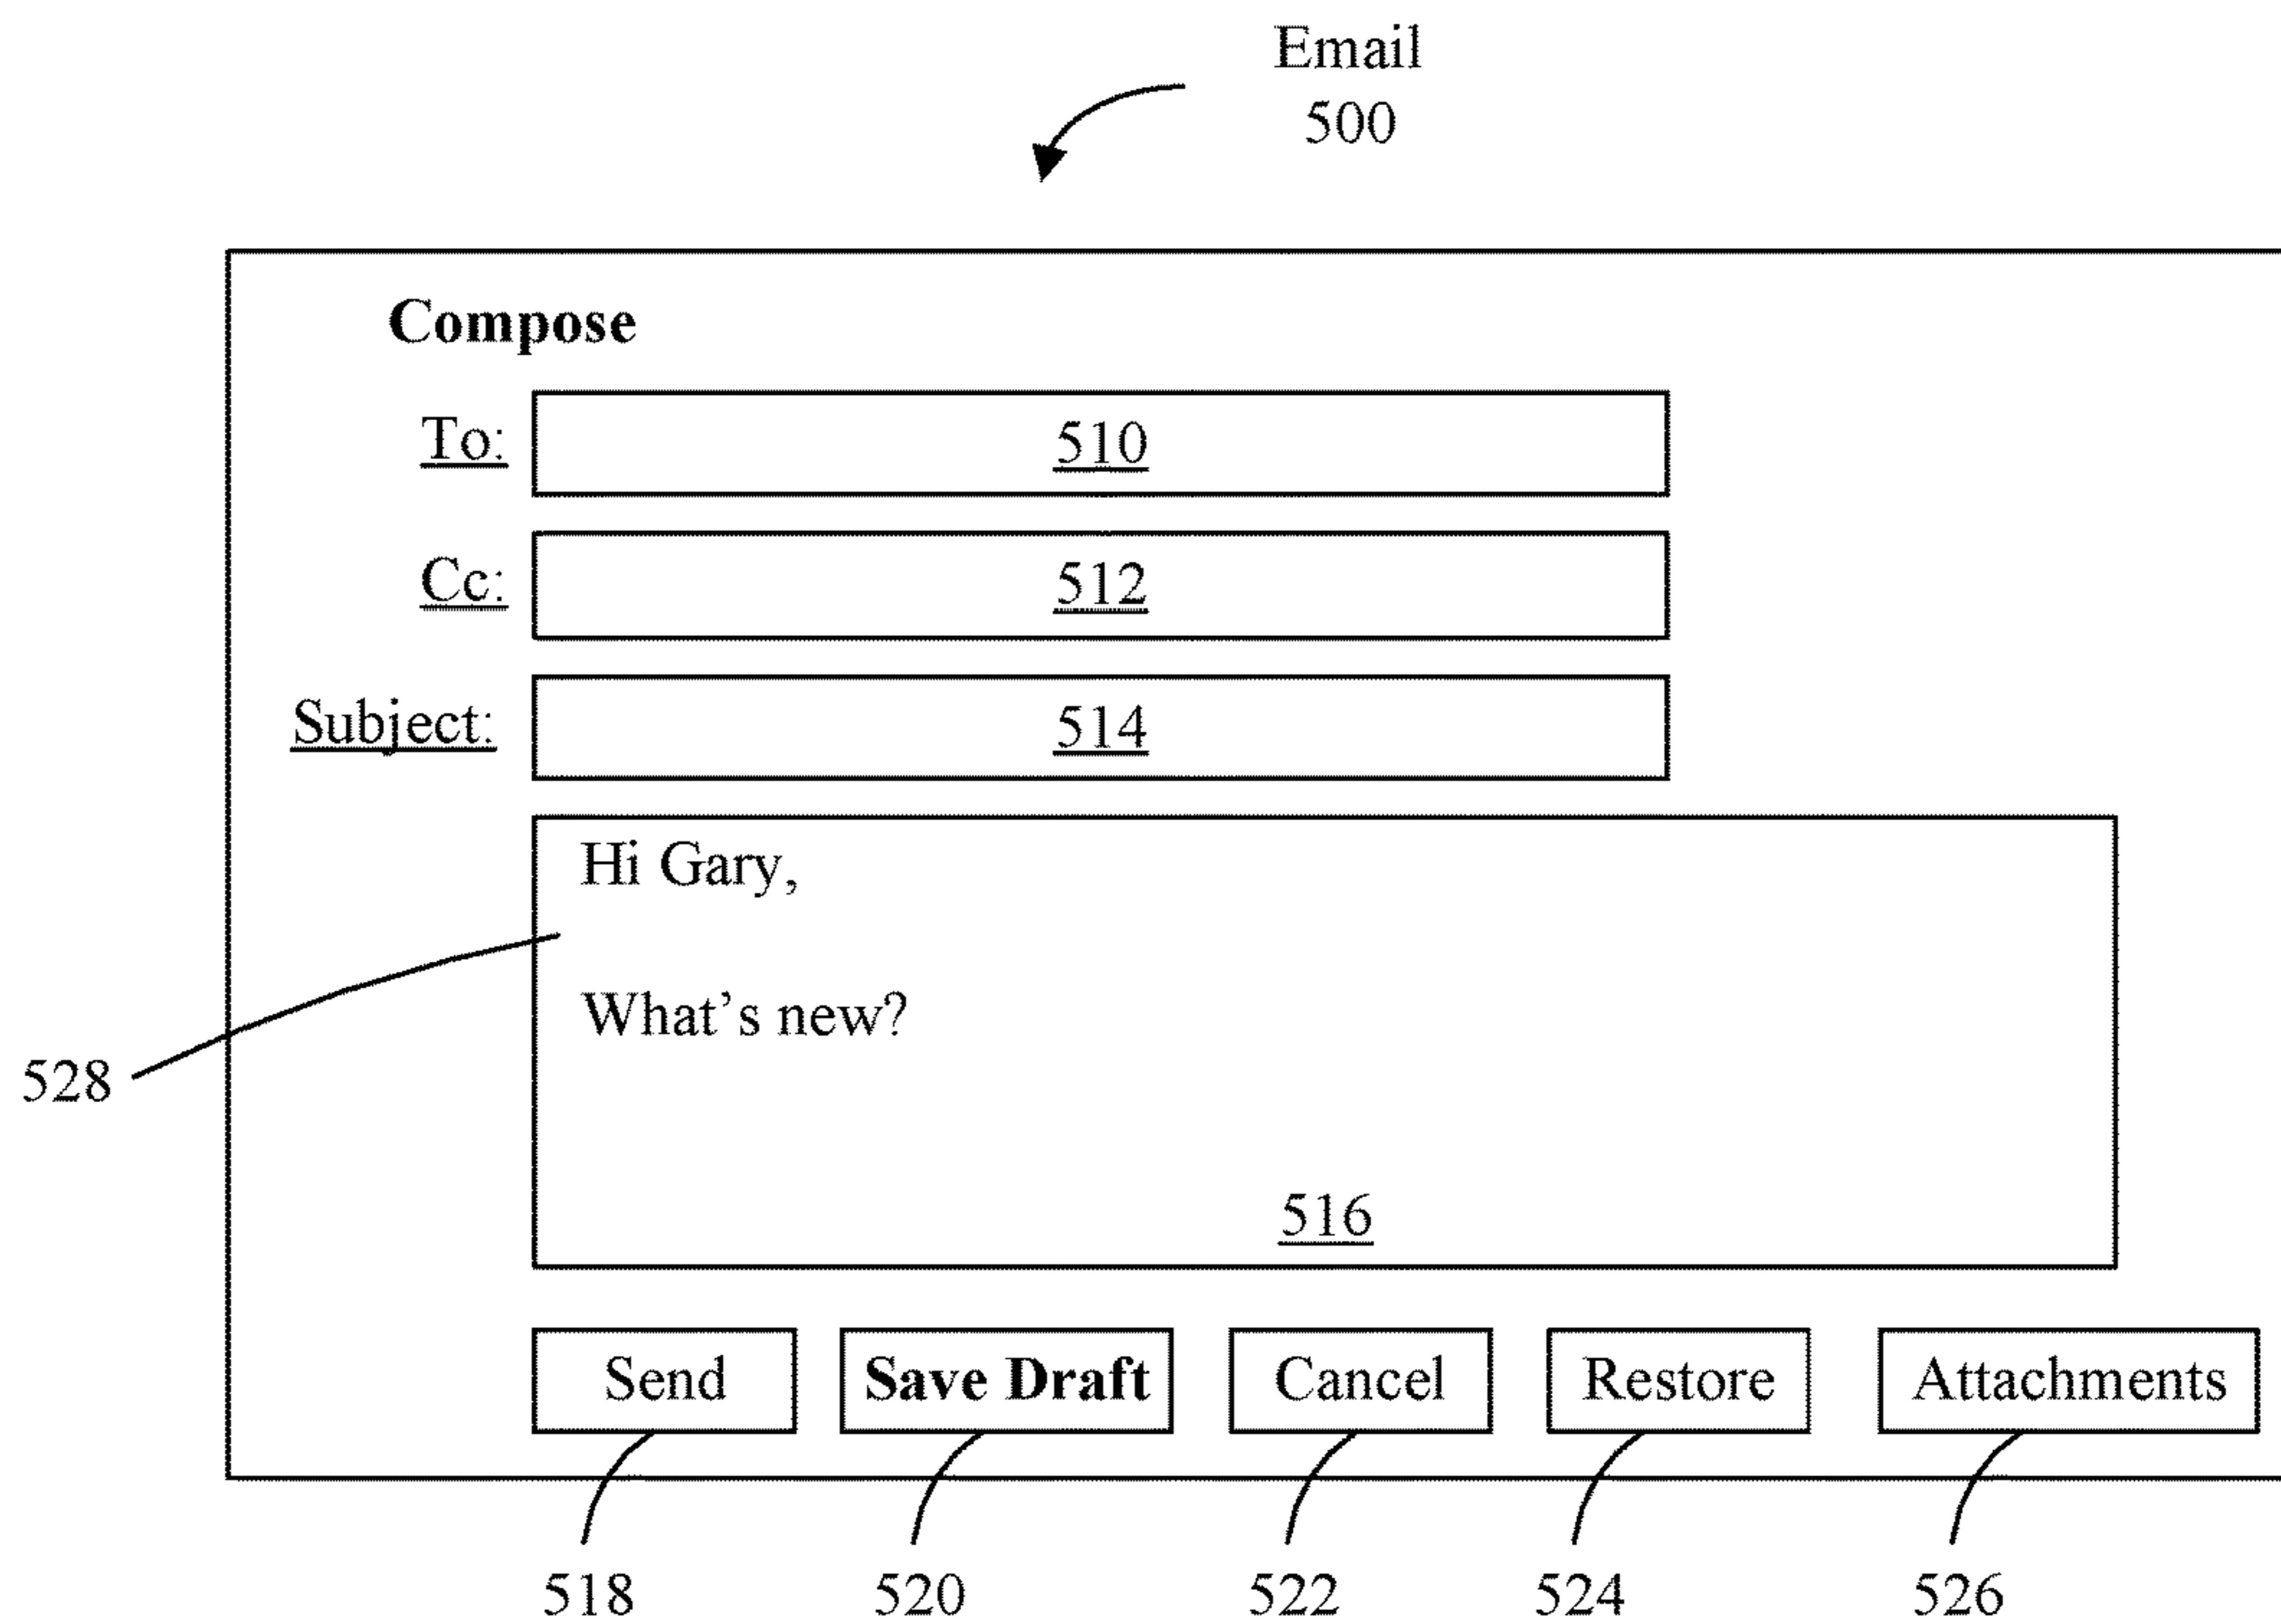 Email
500
Compose
To: 510
Cc: 512
Subject: 514
Hi Gary,
What's new?
528
516
Send Save Draft Cancel Restore Attachments
518 520 522 524 526